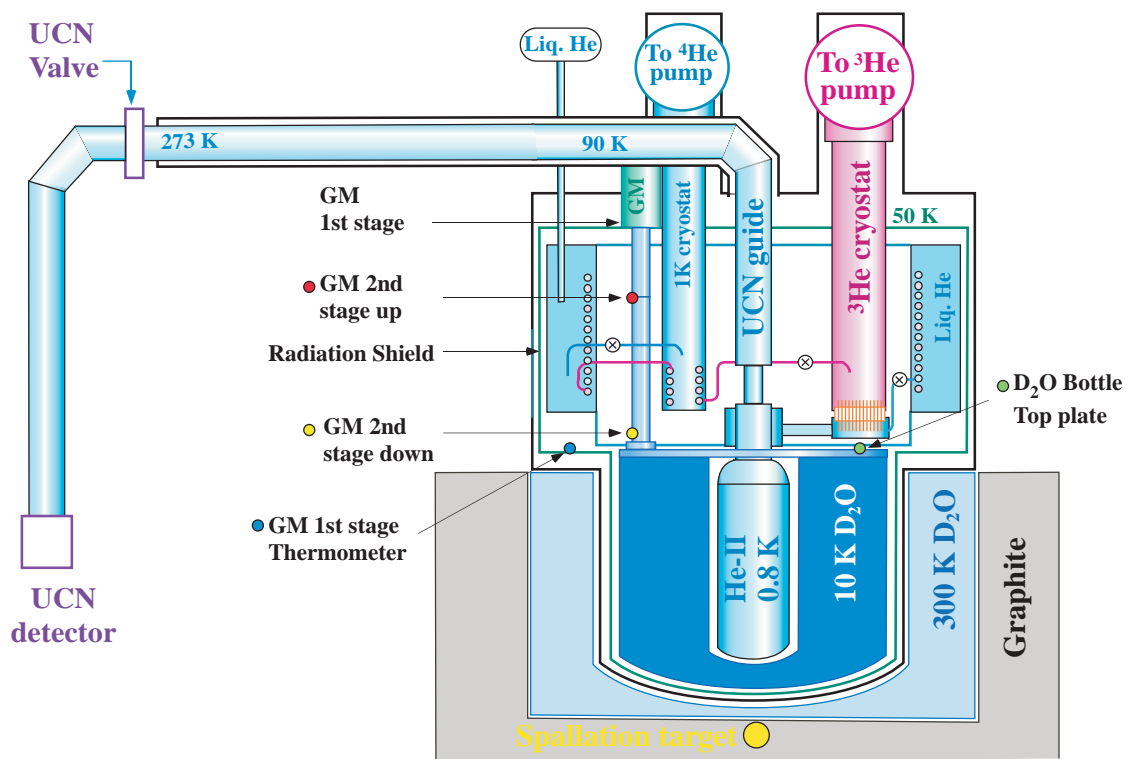 UCN
Valve
Liq. He
To ⁴He
pump
To ³He
pump
273 K
90 K
GM
1st stage
GM
1K cryostat
UCN guide
³He cryostat
50 K
Liq. He
GM 2nd
stage up
Radiation Shield
D₂O Bottle
Top plate
GM 2nd
stage down
GM 1st stage
Thermometer
He-II
0.8 K
10 K D₂O
300 K D₂O
Graphite
UCN
detector
Spallation target